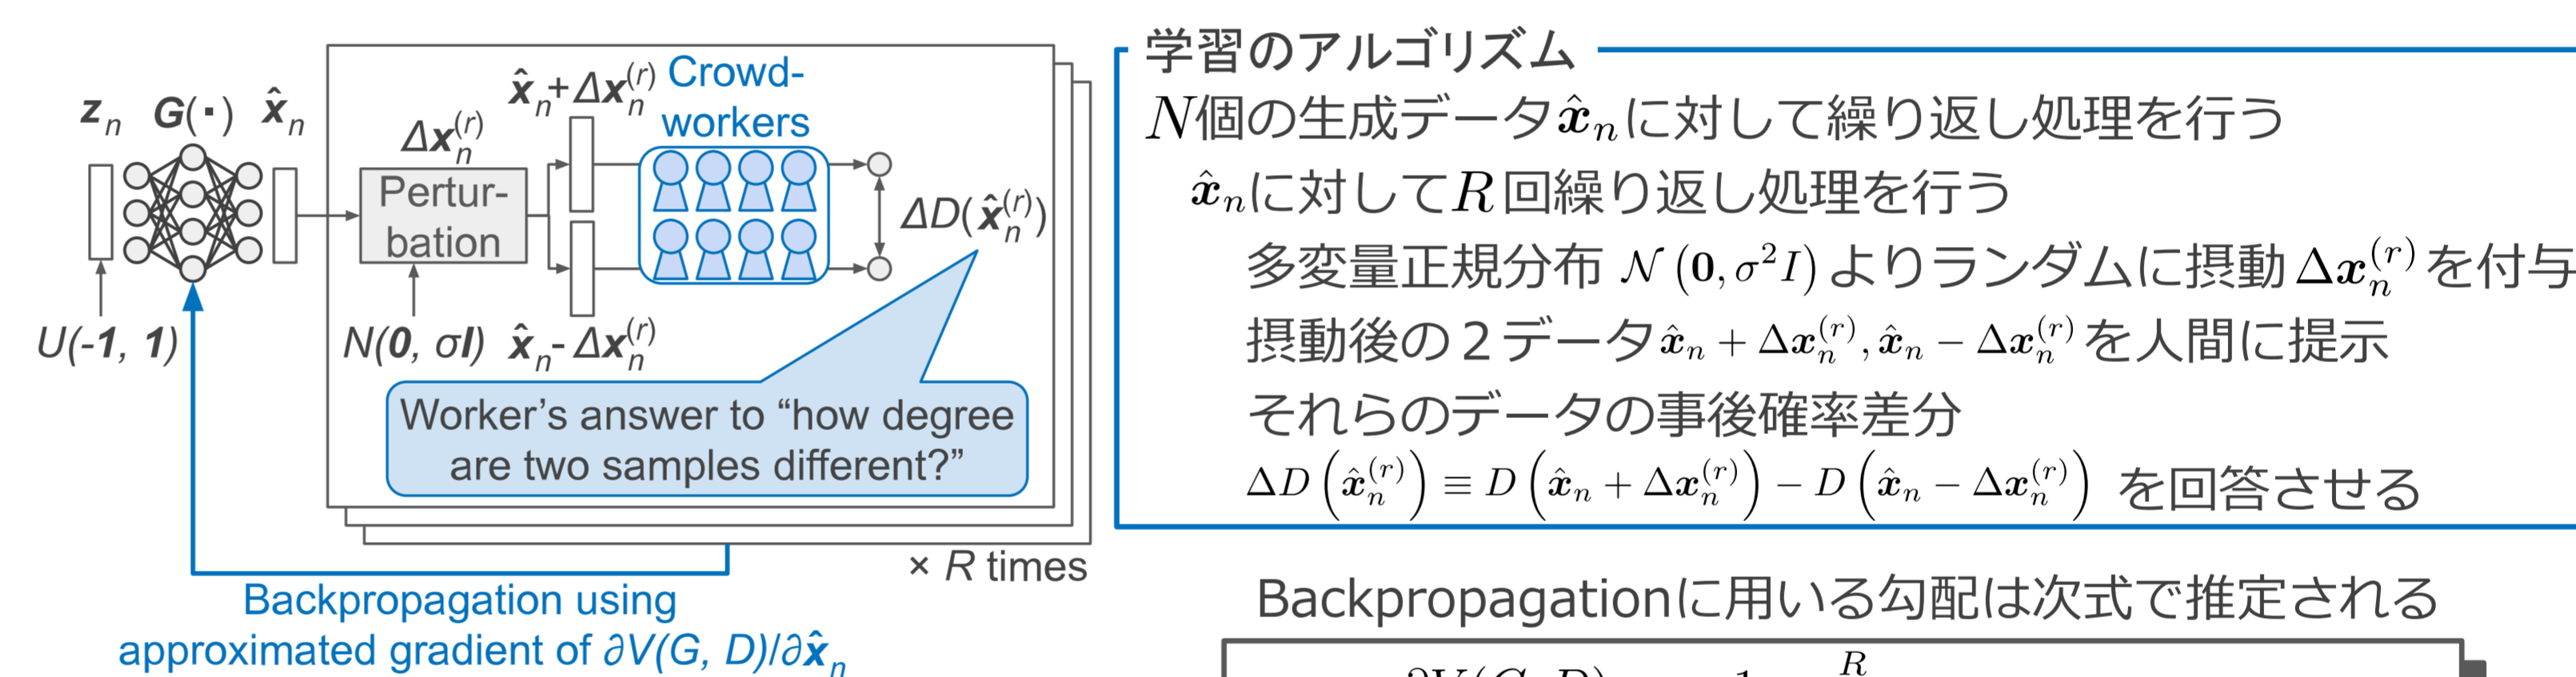 z_n G(·) x̂_n
Δx_n^(r)
x̂_n+Δx_n^(r)
Crowd-
workers
Pertur-
bation
ΔD(x̂_n^(r))
U(-1, 1)
N(0, σI)
x̂_n-Δx_n^(r)
Worker's answer to “how degree
are two samples different?”
× R times
Backpropagation using
approximated gradient of ∂V(G, D)/∂x̂_n
学習のアルゴリズム
N個の生成データx̂_nに対して繰り返し処理を行う
x̂_nに対してR回繰り返し処理を行う
多変量正規分布 𝒩(0, σ²I) よりランダムに摂動Δx_n^(r)を付与
摂動後の2データx̂_n + Δx_n^(r), x̂_n − Δx_n^(r)を人間に提示
それらのデータの事後確率差分
ΔD(x̂_n^(r)) ≡ D(x̂_n + Δx_n^(r)) − D(x̂_n − Δx_n^(r)) を回答させる
Backpropagationに用いる勾配は次式で推定される